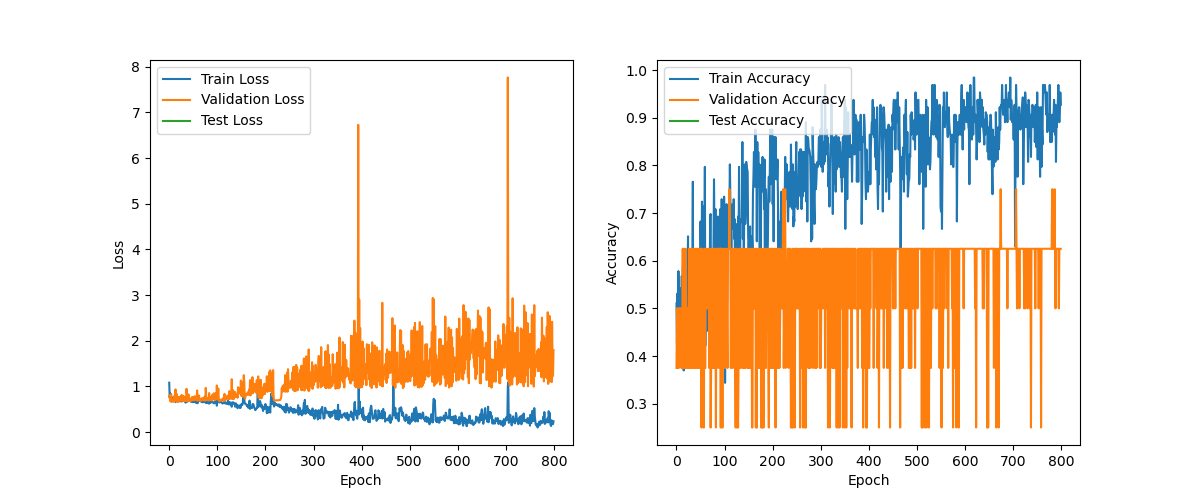 8
7
6
5
4
3
2
1
0
Loss
Train Loss
Validation Loss
Test Loss
0 100 200 300 400 500 600 700 800
Epoch
1.0
0.9
0.8
0.7
0.6
0.5
0.4
0.3
Accuracy
Train Accuracy
Validation Accuracy
Test Accuracy
0 100 200 300 400 500 600 700 800
Epoch